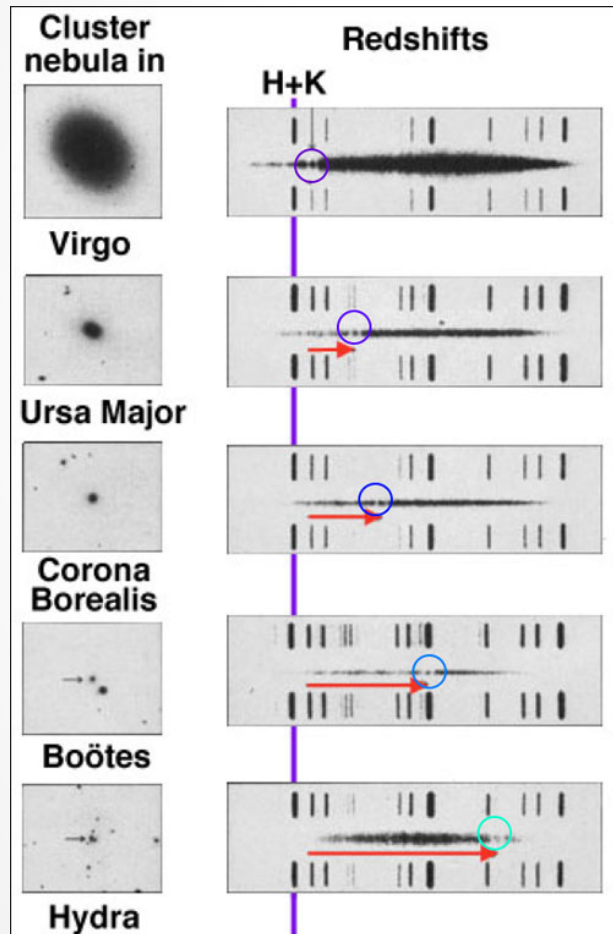 Cluster
nebula in
Redshifts
H+K
Virgo
Ursa Major
Corona
Borealis
Boötes
Hydra